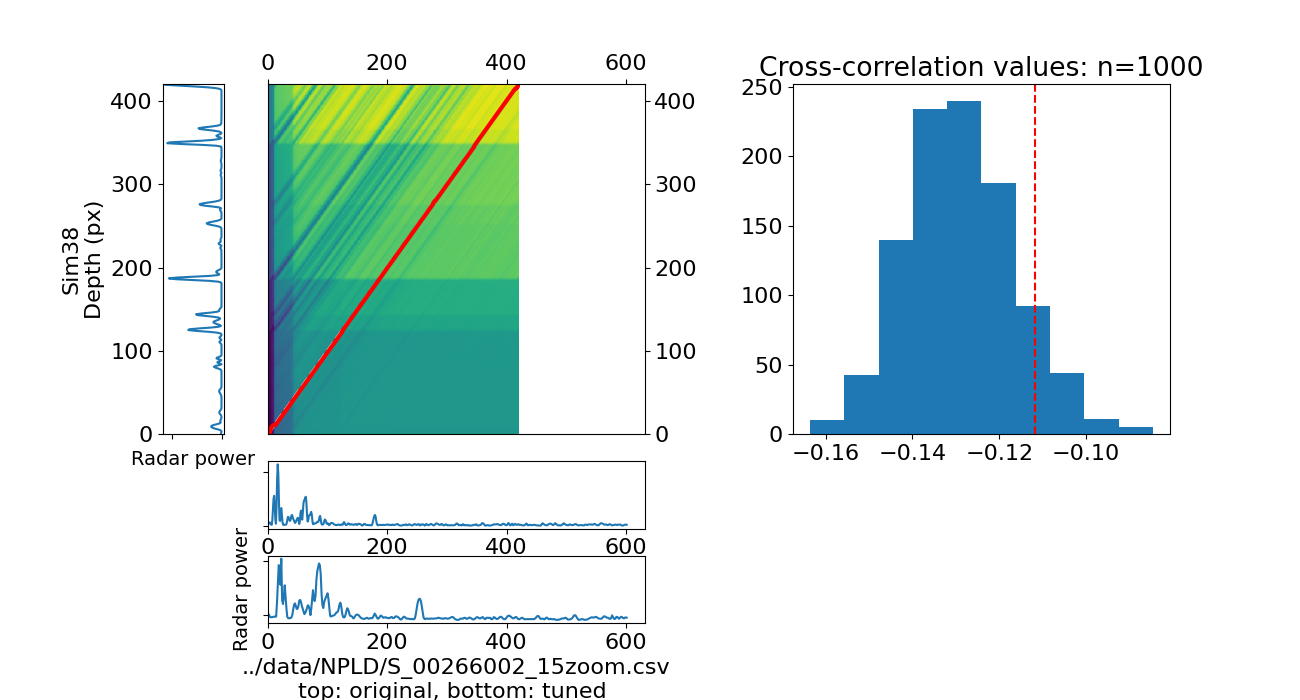 0 200 400 600
Cross-correlation values: n=1000
400
300
200
100
0
Sim38
Depth (px)
400
300
200
100
0
250
200
150
100
50
0
−0.16 −0.14 −0.12 −0.10
Radar power
0 200 400 600
Radar power
0 200 400 600
../data/NPLD/S_00266002_15zoom.csv
top: original, bottom: tuned